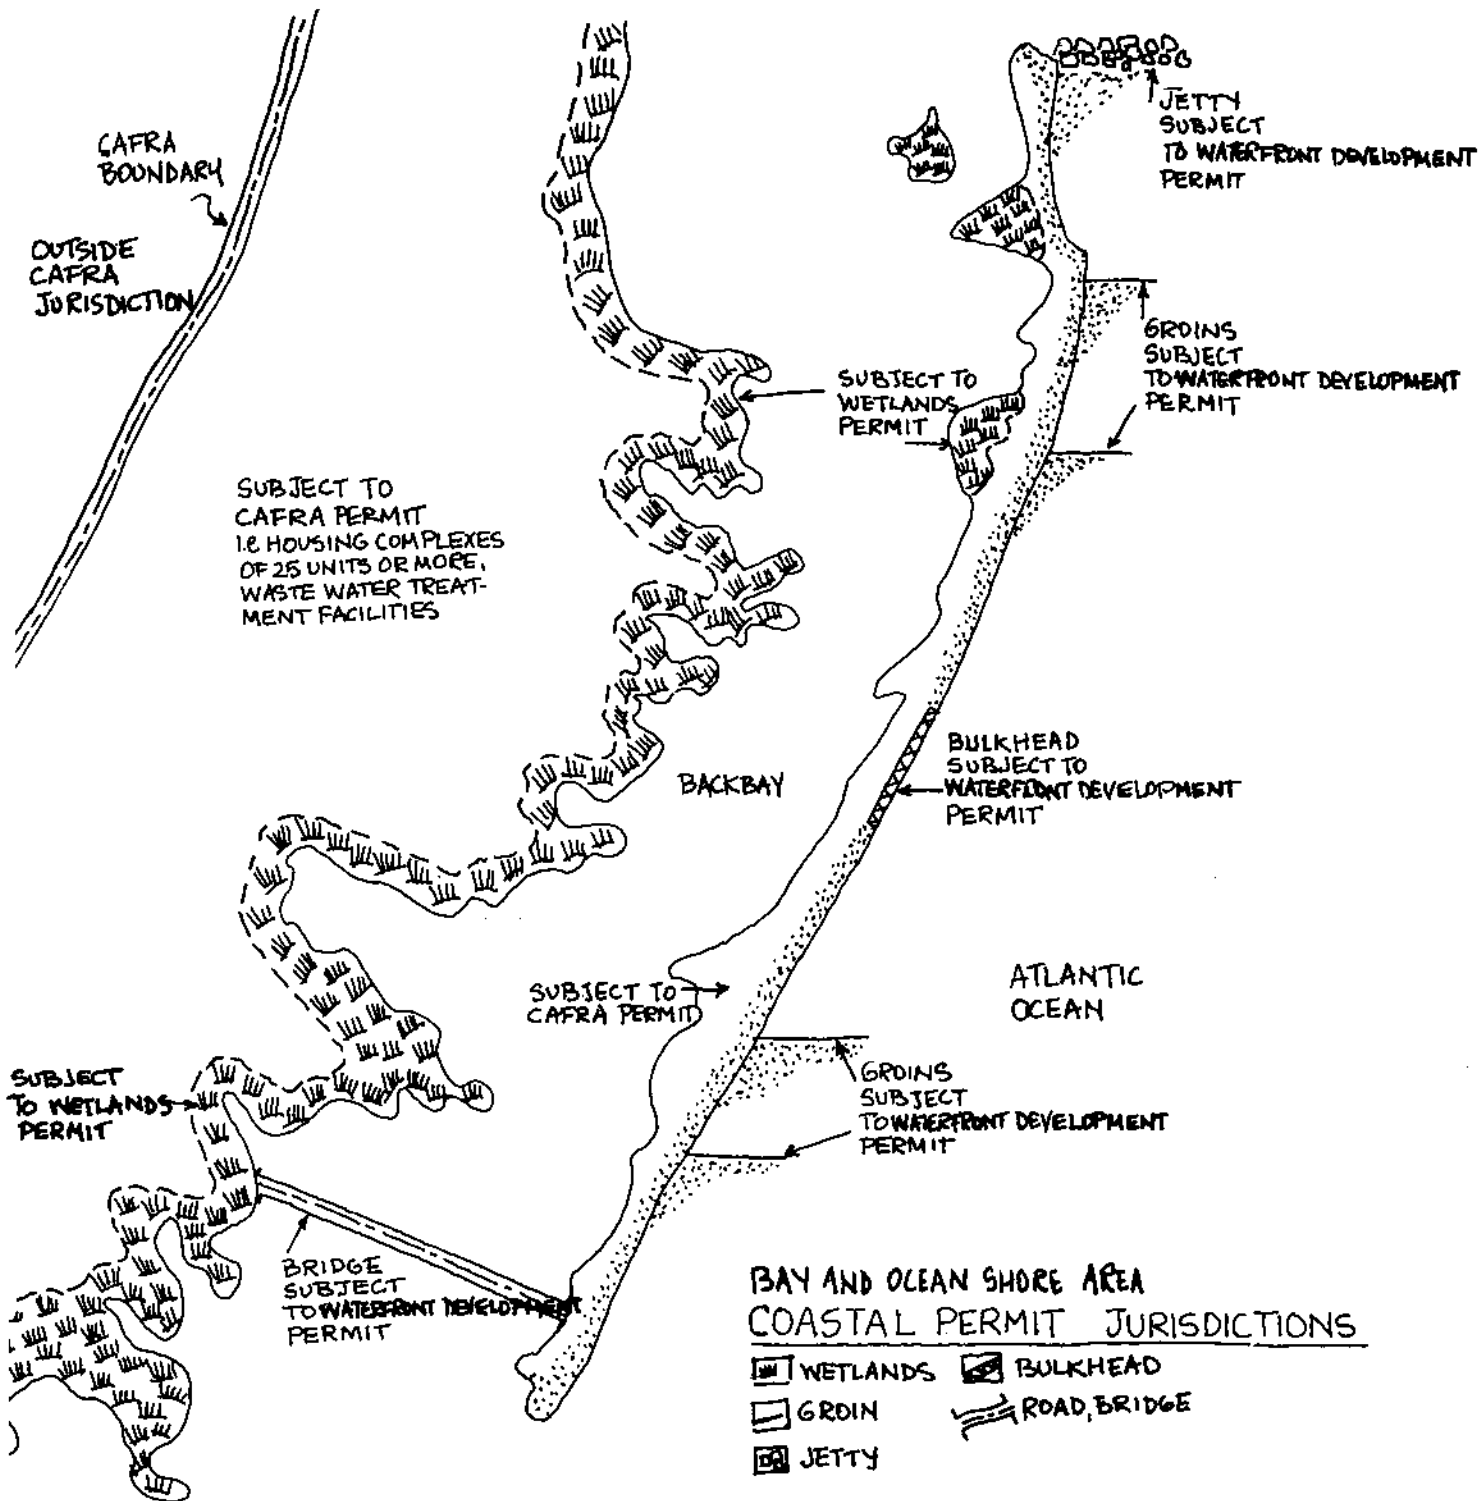 CAFRA
BOUNDARY
OUTSIDE
CAFRA
JURISDICTION
JETTY
SUBJECT
TO WATERFRONT DEVELOPMENT
PERMIT
GROINS
SUBJECT
TO WATERFRONT DEVELOPMENT
PERMIT
SUBJECT TO
WETLANDS
PERMIT
SUBJECT TO
CAFRA PERMIT
I.e HOUSING COMPLEXES
OF 25 UNITS OR MORE,
WASTE WATER TREAT-
MENT FACILITIES
BACKBAY
BULKHEAD
SUBJECT TO
WATERFRONT DEVELOPMENT
PERMIT
SUBJECT TO
CAFRA PERMIT
ATLANTIC
OCEAN
GROINS
SUBJECT
TO WATERFRONT DEVELOPMENT
PERMIT
SUBJECT
TO WETLANDS
PERMIT
BRIDGE
SUBJECT
TO WATERFRONT DEVELOPMENT
PERMIT
BAY AND OCEAN SHORE AREA
COASTAL PERMIT JURISDICTIONS
WETLANDS
BULKHEAD
GROIN
ROAD, BRIDGE
JETTY